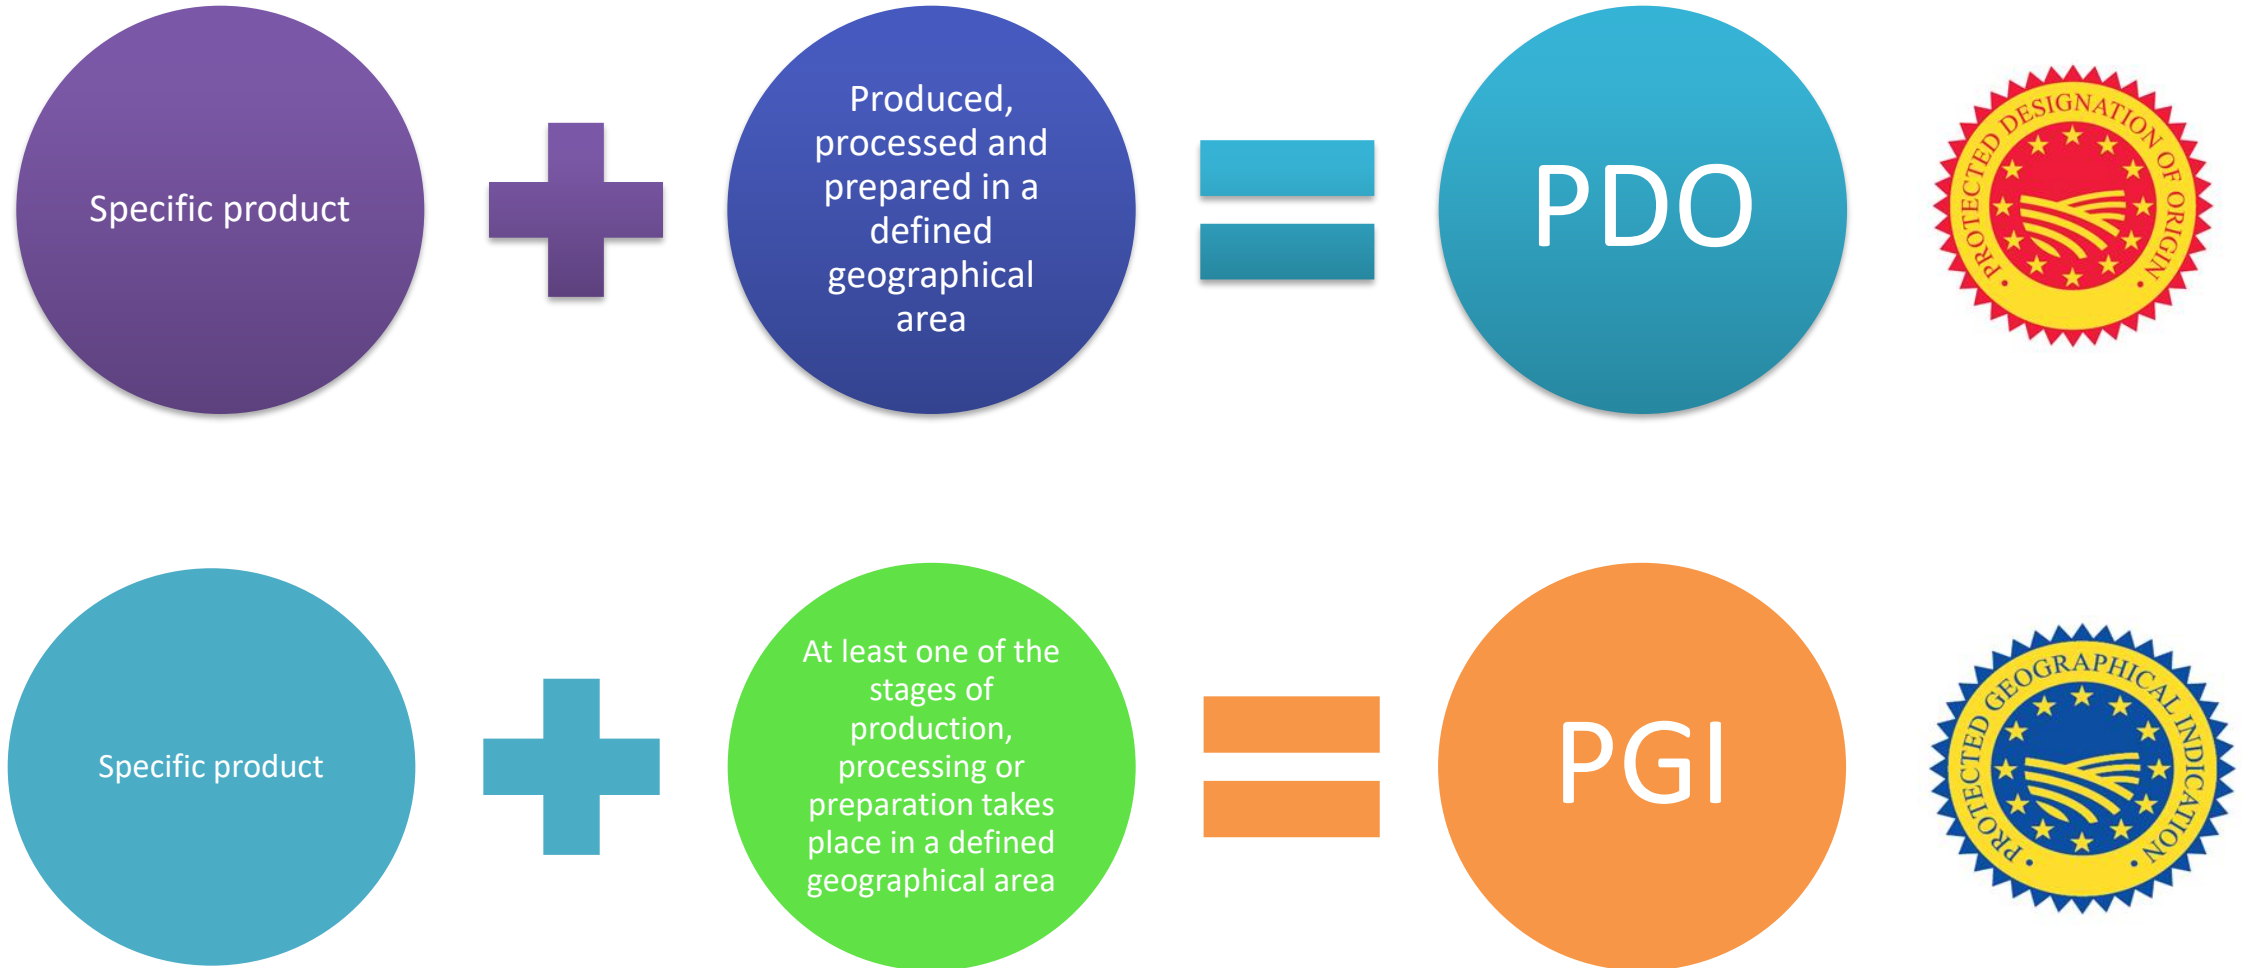 Specific product
Produced,
processed and
prepared in a
defined
geographical
area
PDO
PROTECTED DESIGNATION OF ORIGIN
Specific product
At least one of the
stages of
production,
processing or
preparation takes
place in a defined
geographical area
PGI
PROTECTED GEOGRAPHICAL INDICATION